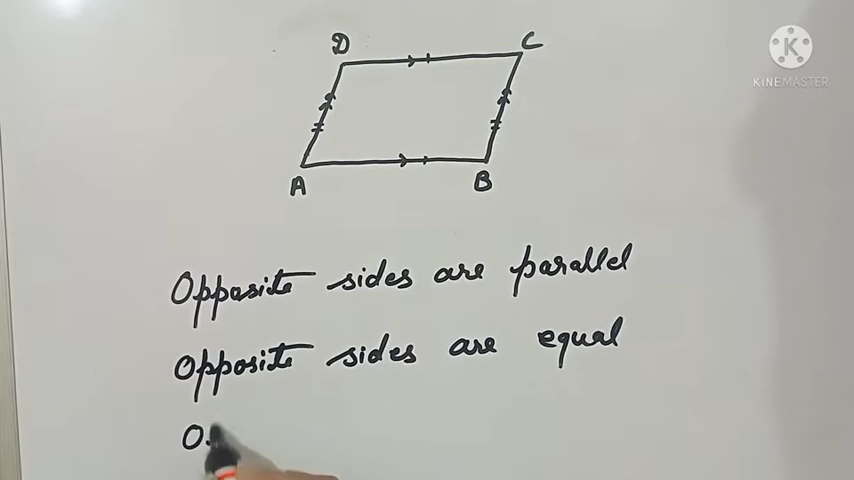 D C
K
KINEMASTER
A B
Opposite sides are parallel
Opposite sides are equal